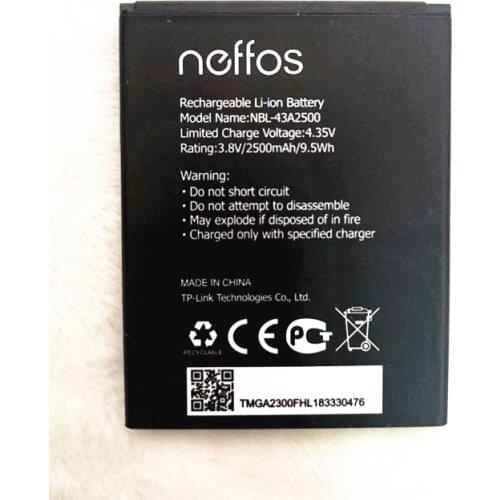 neffos
Rechargeable Li-ion Battery
Model Name:NBL-43A2500
Limited Charge Voltage:4.35V
Rating:3.8V/2500mAh/9.5Wh
Warning:
• Do not short circuit
• Do not attempt to disassemble
• May explode if disposed of in fire
• Charged only with specified charger
MADE IN CHINA
TP-Link Technologies Co., Ltd.
RECYCLABLE
TMGA2300FHL183330476